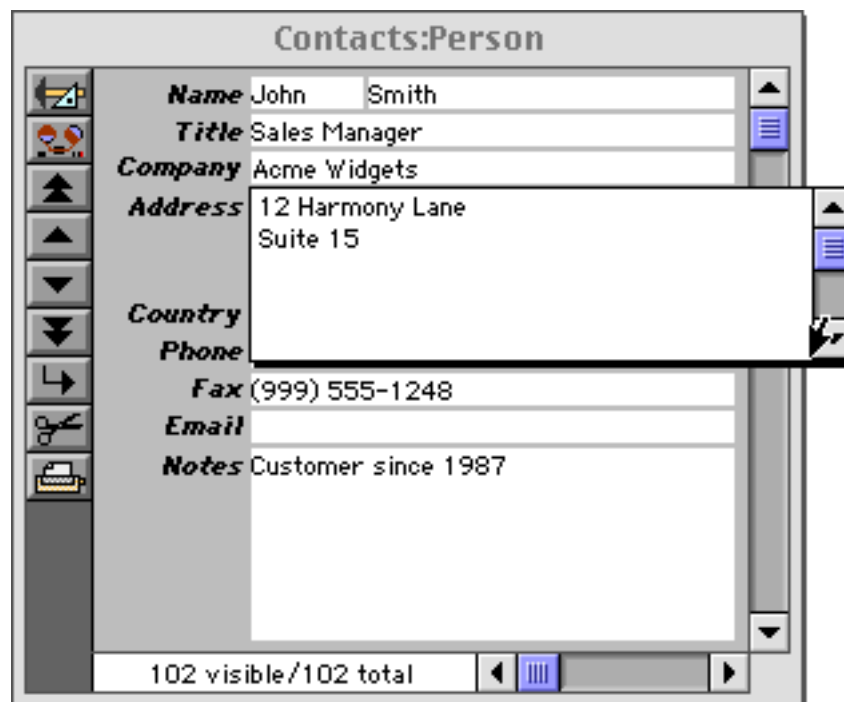 Contacts:Person
Name John Smith
Title Sales Manager
Company Acme Widgets
Address 12 Harmony Lane
Suite 15
Country
Phone
Fax (999) 555-1248
Email
Notes Customer since 1987
102 visible/102 total